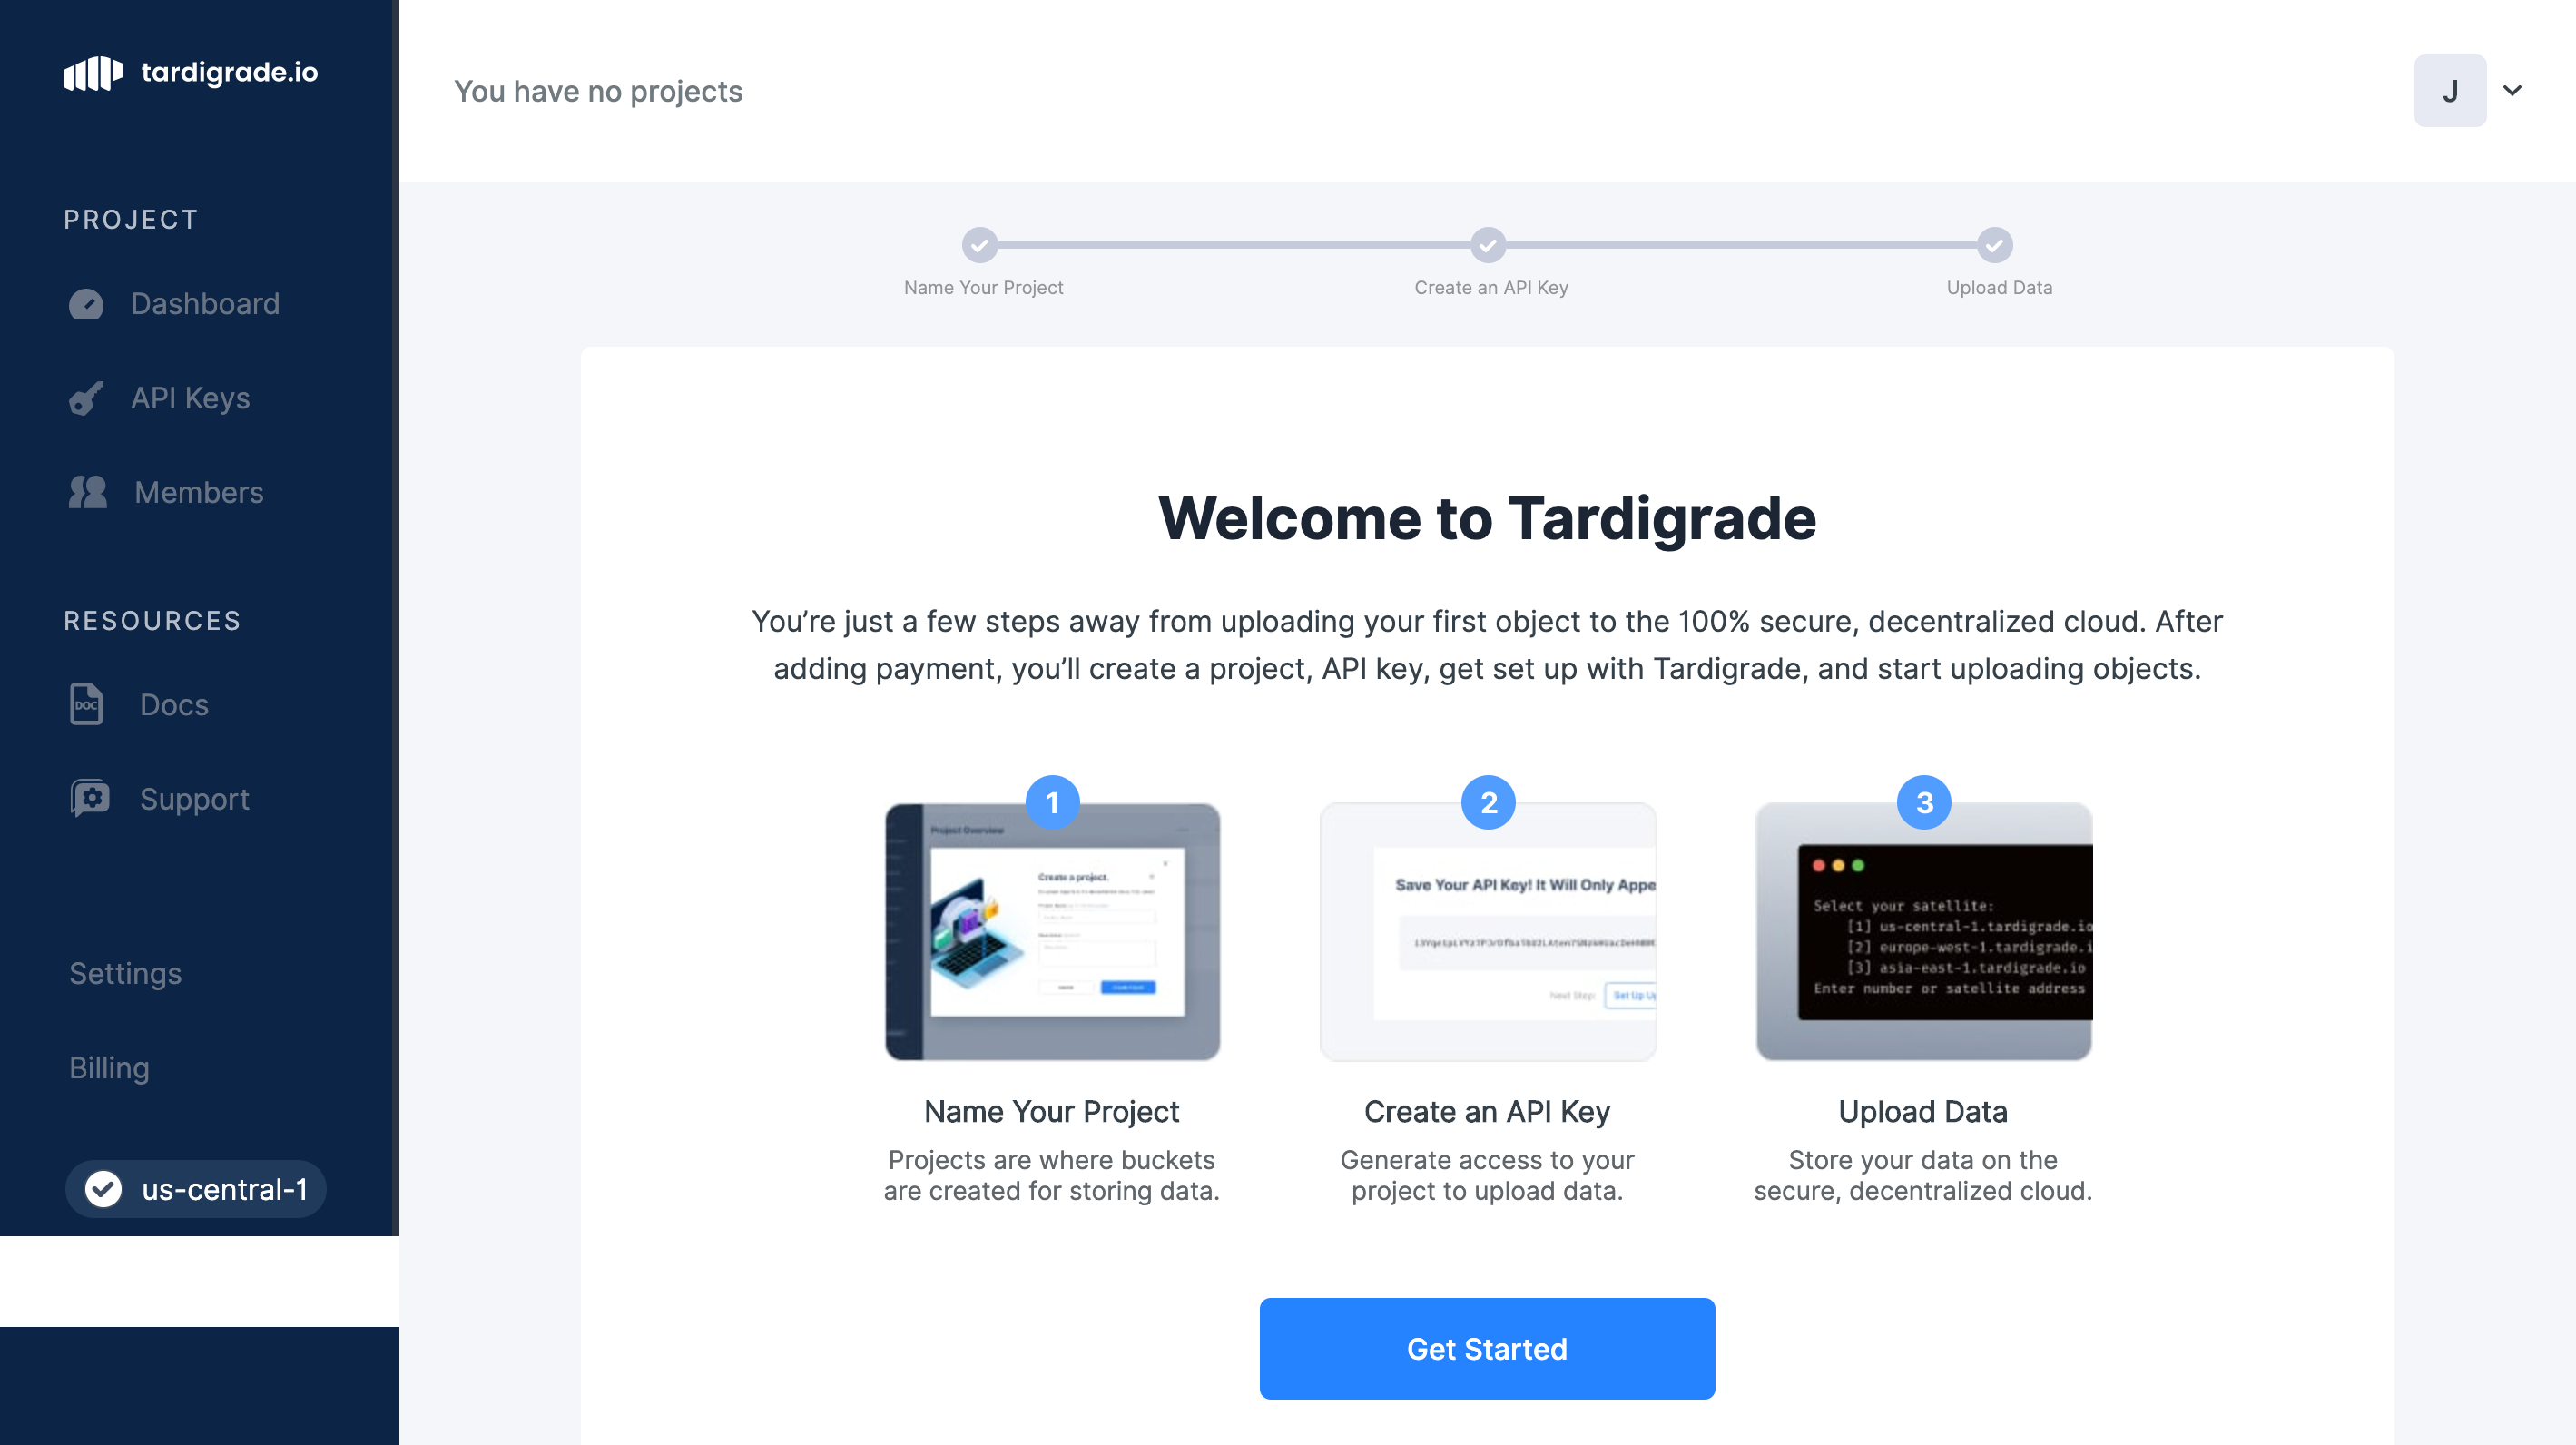 tardigrade.io
You have no projects
J
PROJECT
Dashboard
API Keys
Members
RESOURCES
DOC
Docs
Support
Settings
Billing
us-central-1
Name Your Project
Create an API Key
Upload Data
Welcome to Tardigrade
You’re just a few steps away from uploading your first object to the 100% secure, decentralized cloud. After
adding payment, you’ll create a project, API key, get set up with Tardigrade, and start uploading objects.
1
Project Overview
Create a project.
Name Your Project
Projects are where buckets
are created for storing data.
2
Save Your API Key! It Will Only Appe
Next Step:
Set Up Up
Create an API Key
Generate access to your
project to upload data.
3
Select your satellite:
[1] us-central-1.tardigrade.io
[2] europe-west-1.tardigrade.i
[3] asia-east-1.tardigrade.io
Enter number or satellite address
Upload Data
Store your data on the
secure, decentralized cloud.
Get Started